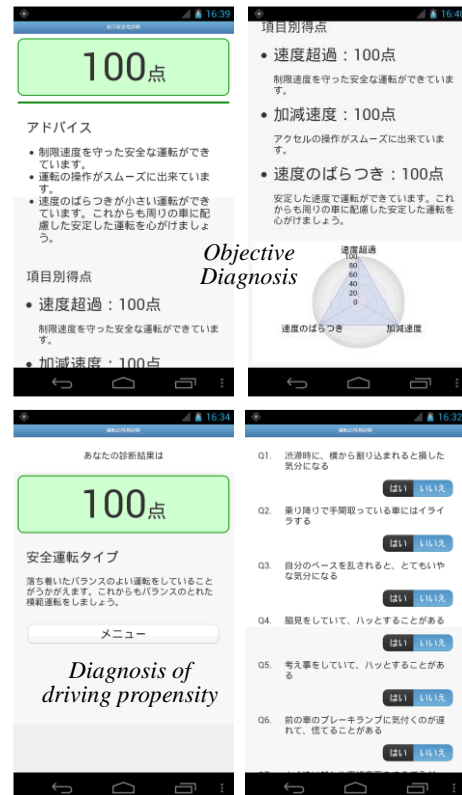 16:39
走行安全性診断
100点
アドバイス
• 制限速度を守った安全な運転ができ
ています。
• 運転の操作がスムーズに出来ていま
す。
• 速度のばらつきが小さい運転ができ
ています。これからも周りの車に配
慮した安定した運転を心がけましょ
う。
項目別得点
• 速度超過：100点
制限速度を守った安全な運転ができていま
す。
• 加減速度：100点
16:40
項目別得点
• 速度超過：100点
制限速度を守った安全な運転ができていま
す。
• 加減速度：100点
アクセルの操作がスムーズに出来ていま
す。
• 速度のばらつき：100点
安定した速度で運転ができています。これ
からも周りの車に配慮した安定した運転を
心がけましょう。
速度超過
100
80
60
40
20
0
速度のばらつき
加減速度
Objective
Diagnosis
16:34
運転の性格診断
あなたの診断結果は
100点
安全運転タイプ
落ち着いたバランスのよい運転をしていること
がうかがえます。これからもバランスのとれた
模範運転をしましょう。
メニュー
Diagnosis of
driving propensity
16:32
運転の性格診断
Q1. 渋滞時に、横から割り込まれると損した
気分になる
はい いいえ
Q2. 乗り降りで手間取っている車にはイライ
ラする
はい いいえ
Q3. 自分のペースを乱されると、とてもいや
な気分になる
はい いいえ
Q4. 脇見をしていて、ハッとすることがある
はい いいえ
Q5. 考え事をしていて、ハッとすることがあ
る
はい いいえ
Q6. 前の車のブレーキランプに気付くのが遅
れて、慌てることがある
はい いいえ